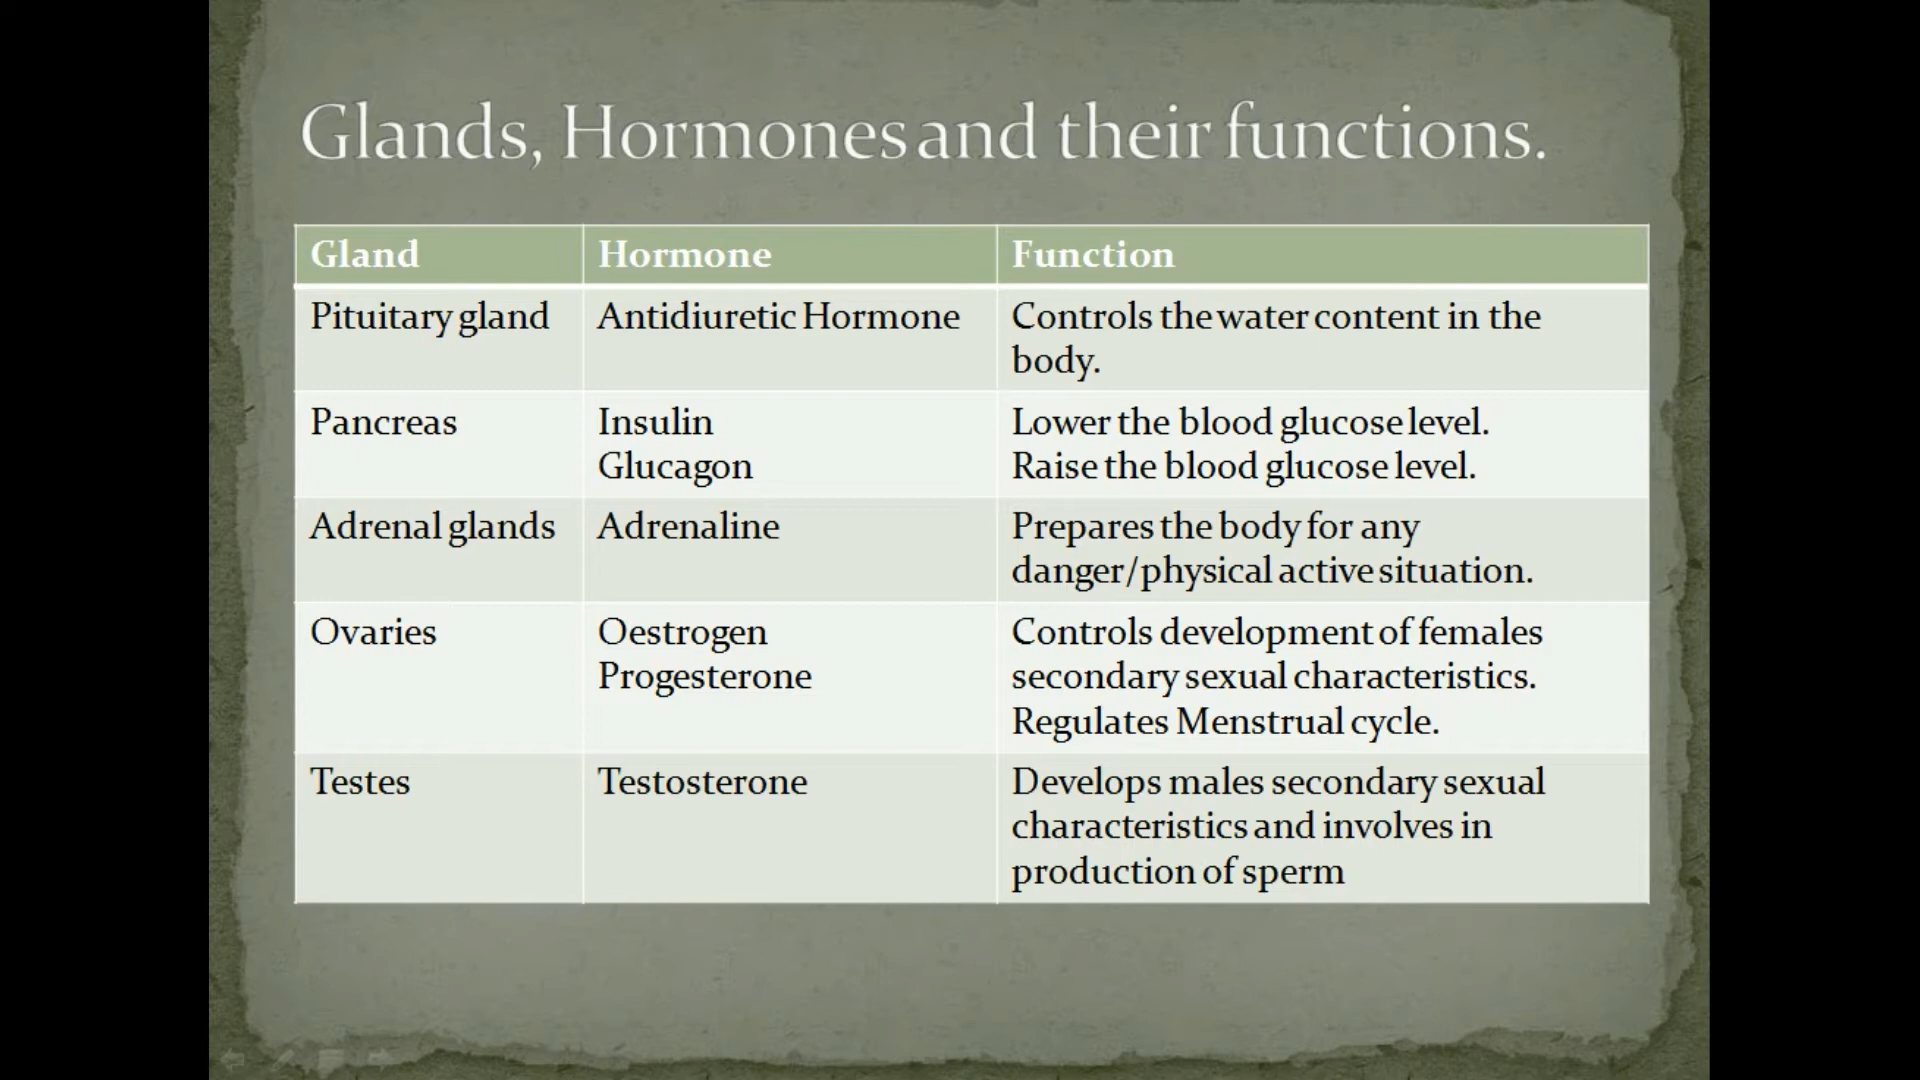 Glands, Hormones and their functions.
Gland Hormone Function
Pituitary gland Antidiuretic Hormone Controls the water content in the
body.
Pancreas Insulin Lower the blood glucose level.
Glucagon Raise the blood glucose level.
Adrenal glands Adrenaline Prepares the body for any
danger/physical active situation.
Ovaries Oestrogen Controls development of females
Progesterone secondary sexual characteristics.
Regulates Menstrual cycle.
Testes Testosterone Develops males secondary sexual
characteristics and involves in
production of sperm